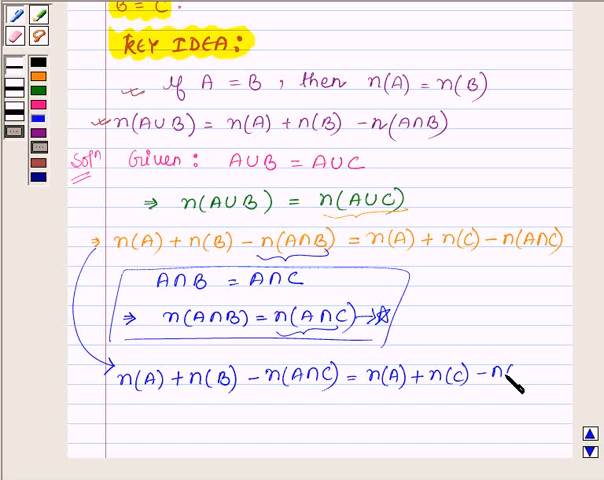 B = C.
KEY IDEA:
If A = B, then n(A) = n(B)
n(A∪B) = n(A) + n(B) - n(A∩B)
Soln Given: A∪B = A∪C
⇒ n(A∪B) = n(A∪C)
⇒ n(A) + n(B) - n(A∩B) = n(A) + n(C) - n(A∩C)
A∩B = A∩C
⇒ n(A∩B) = n(A∩C) → ☆
n(A) + n(B) - n(A∩C) = n(A) + n(C) - n(